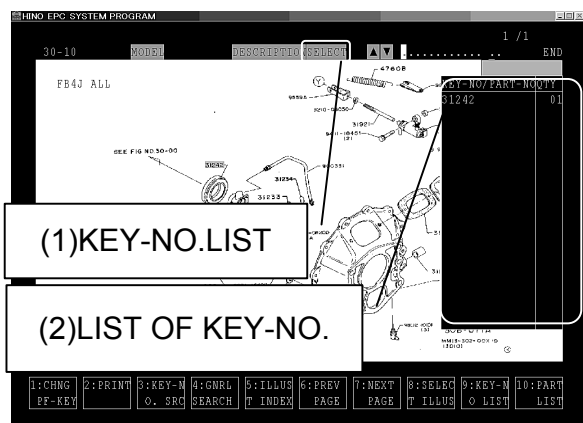 HINO EPC SYSTEM PROGRAM
1 /1
30-10 MODEL DESCRIPTIO SELECT ▲ ▼ END
FB4J ALL
47608
KEY-NO/PART-NOQTY
31242 01
31921
SEE FIG NO.30-00
31242
31234
31233
(1)KEY-NO.LIST
(2)LIST OF KEY-NO.
1:CHNG PF-KEY
2:PRINT
3:KEY-N O. SRC
4:GNRL SEARCH
5:ILLUS T INDEX
6:PREV PAGE
7:NEXT PAGE
8:SELEC T ILLUS
9:KEY-N O LIST
10:PART LIST